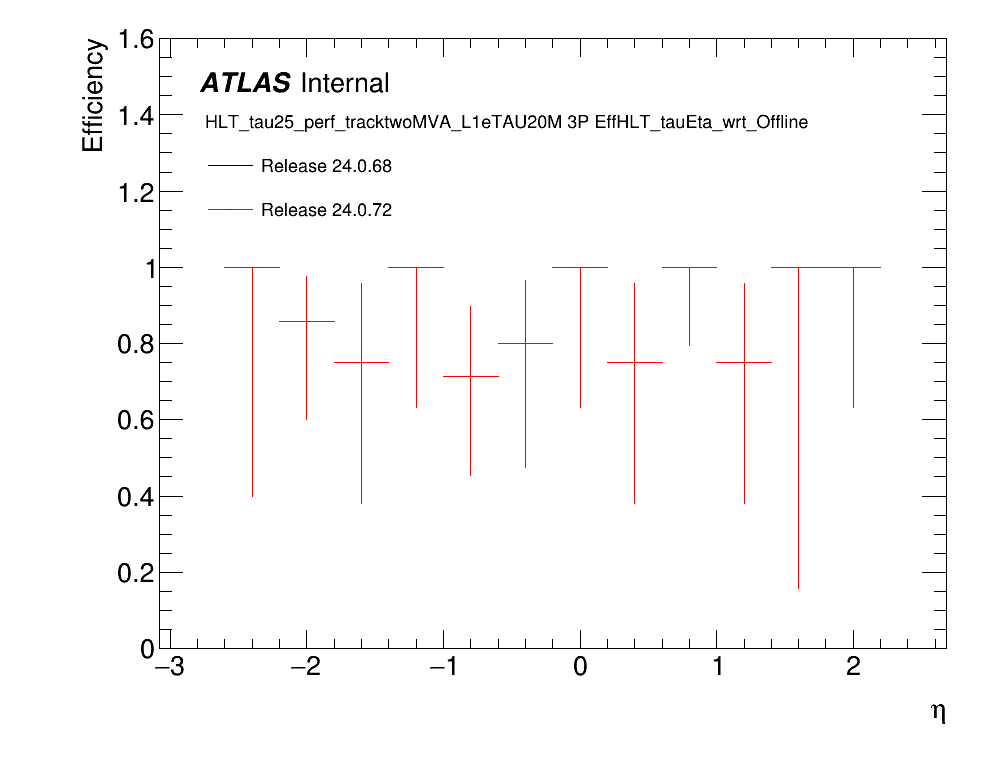 Efficiency
1.6
1.4
1.2
1
0.8
0.6
0.4
0.2
0
ATLAS Internal
HLT_tau25_perf_tracktwoMVA_L1eTAU20M 3P EffHLT_tauEta_wrt_Offline
Release 24.0.68
Release 24.0.72
−3 −2 −1 0 1 2
η